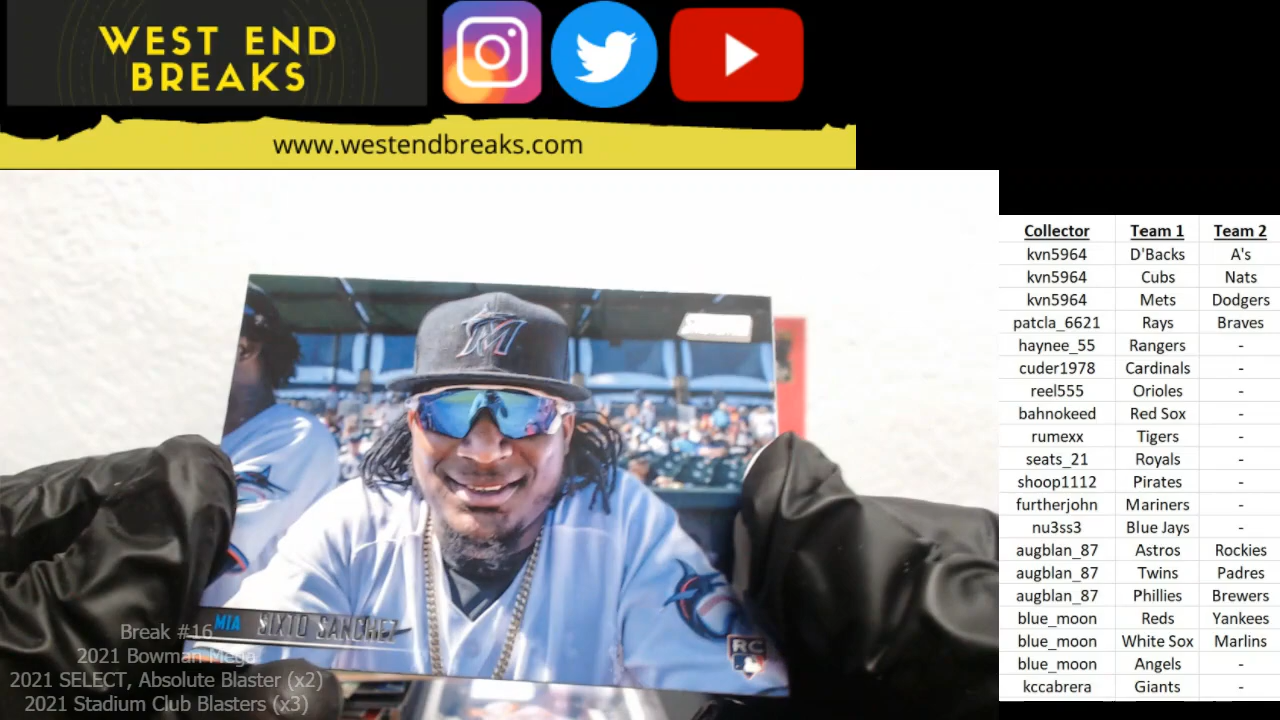 WEST END
BREAKS
www.westendbreaks.com
Collector Team 1 Team 2
kvn5964 D'Backs A's
kvn5964 Cubs Nats
kvn5964 Mets Dodgers
patcla_6621 Rays Braves
haynee_55 Rangers -
cuder1978 Cardinals -
reel555 Orioles -
bahnokeed Red Sox -
rumexx Tigers -
seats_21 Royals -
shoop1112 Pirates -
furtherjohn Mariners -
nu3ss3 Blue Jays -
augblan_87 Astros Rockies
augblan_87 Twins Padres
augblan_87 Phillies Brewers
blue_moon Reds Yankees
blue_moon White Sox Marlins
blue_moon Angels -
kccabrera Giants -
M
MIA SIXTO SANCHEZ
RC
Break #16
2021 Bowman Mega
2021 SELECT, Absolute Blaster (x2)
2021 Stadium Club Blasters (x3)